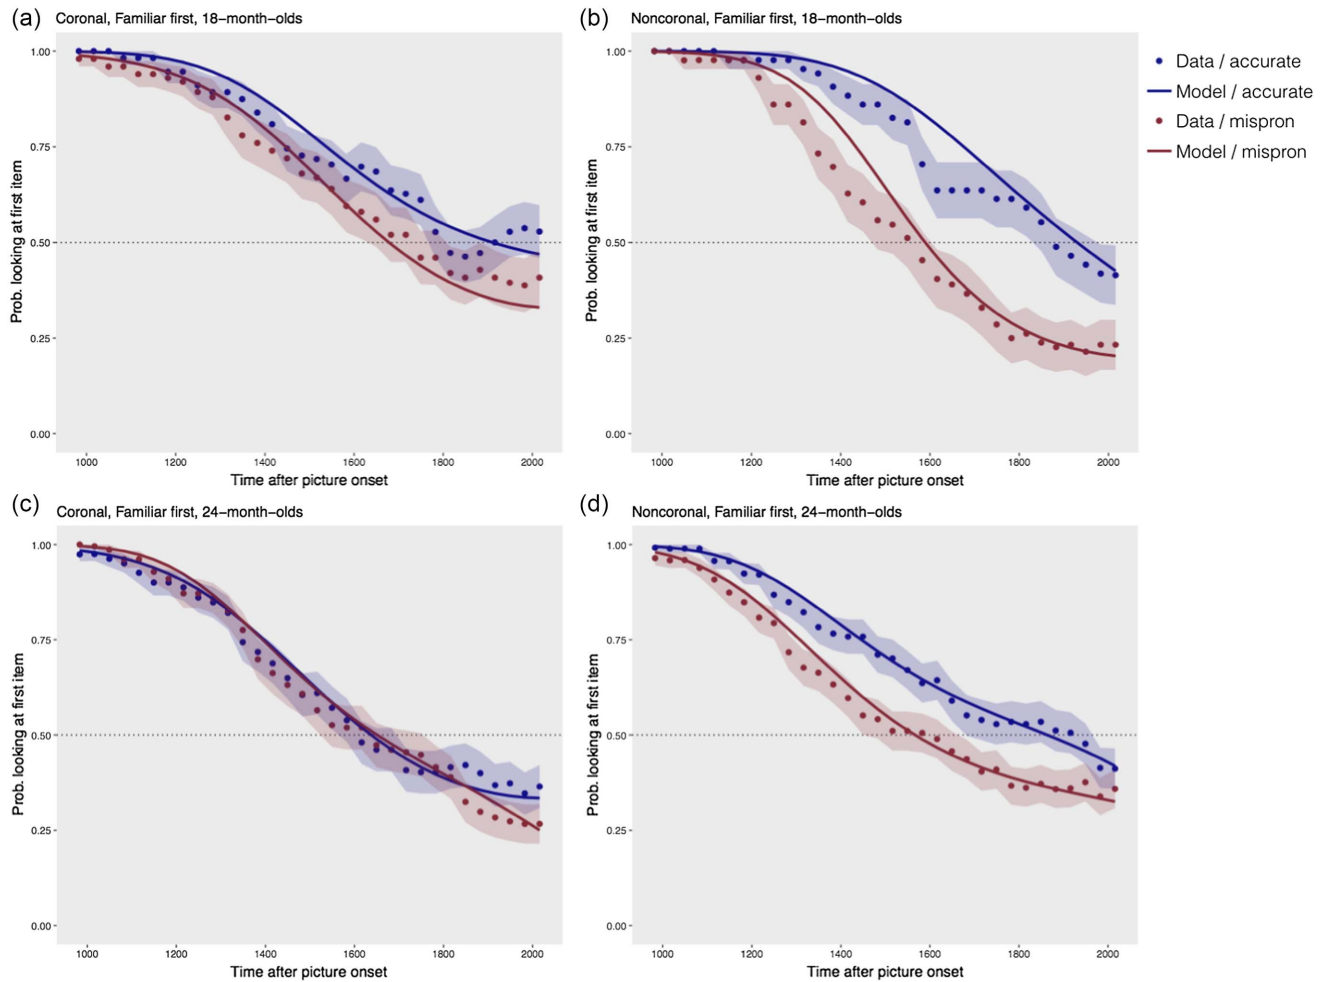 (a)
Coronal, Familiar first, 18-month-olds
1.00
0.75
0.50
0.25
0.00
Prob. looking at first item
1000 1200 1400 1600 1800 2000
Time after picture onset
(b)
Noncoronal, Familiar first, 18-month-olds
1.00
0.75
0.50
0.25
0.00
Prob. looking at first item
1000 1200 1400 1600 1800 2000
Time after picture onset
Data / accurate
Model / accurate
Data / mispron
Model / mispron
(c)
Coronal, Familiar first, 24-month-olds
1.00
0.75
0.50
0.25
0.00
Prob. looking at first item
1000 1200 1400 1600 1800 2000
Time after picture onset
(d)
Noncoronal, Familiar first, 24-month-olds
1.00
0.75
0.50
0.25
0.00
Prob. looking at first item
1000 1200 1400 1600 1800 2000
Time after picture onset